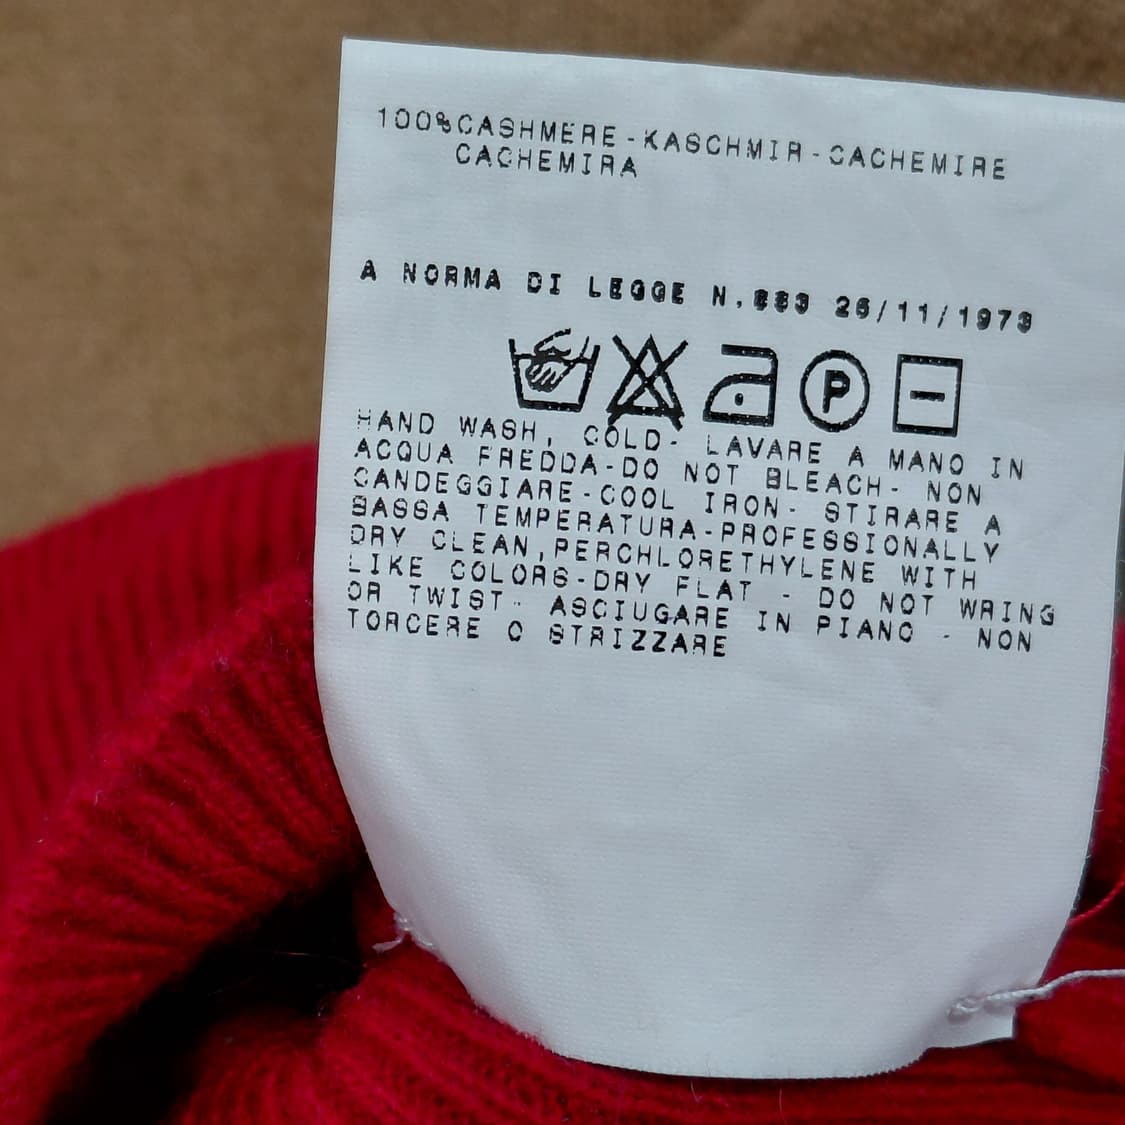 100%CASHMERE-KASCHMIR-CACHEMIRE
CACHEMIRA
A NORMA DI LEGGE N.883 26/11/1973
P
HAND WASH, COLD- LAVARE A MANO IN
ACQUA FREDDA-DO NOT BLEACH- NON
CANDEGGIARE-COOL IRON- STIRARE A
BASSA TEMPERATURA-PROFESSIONALLY
DRY CLEAN,PERCHLORETHYLENE WITH
LIKE COLORS-DRY FLAT - DO NOT WRING
OR TWIST- ASCIUGARE IN PIANO - NON
TORCERE O STRIZZARE